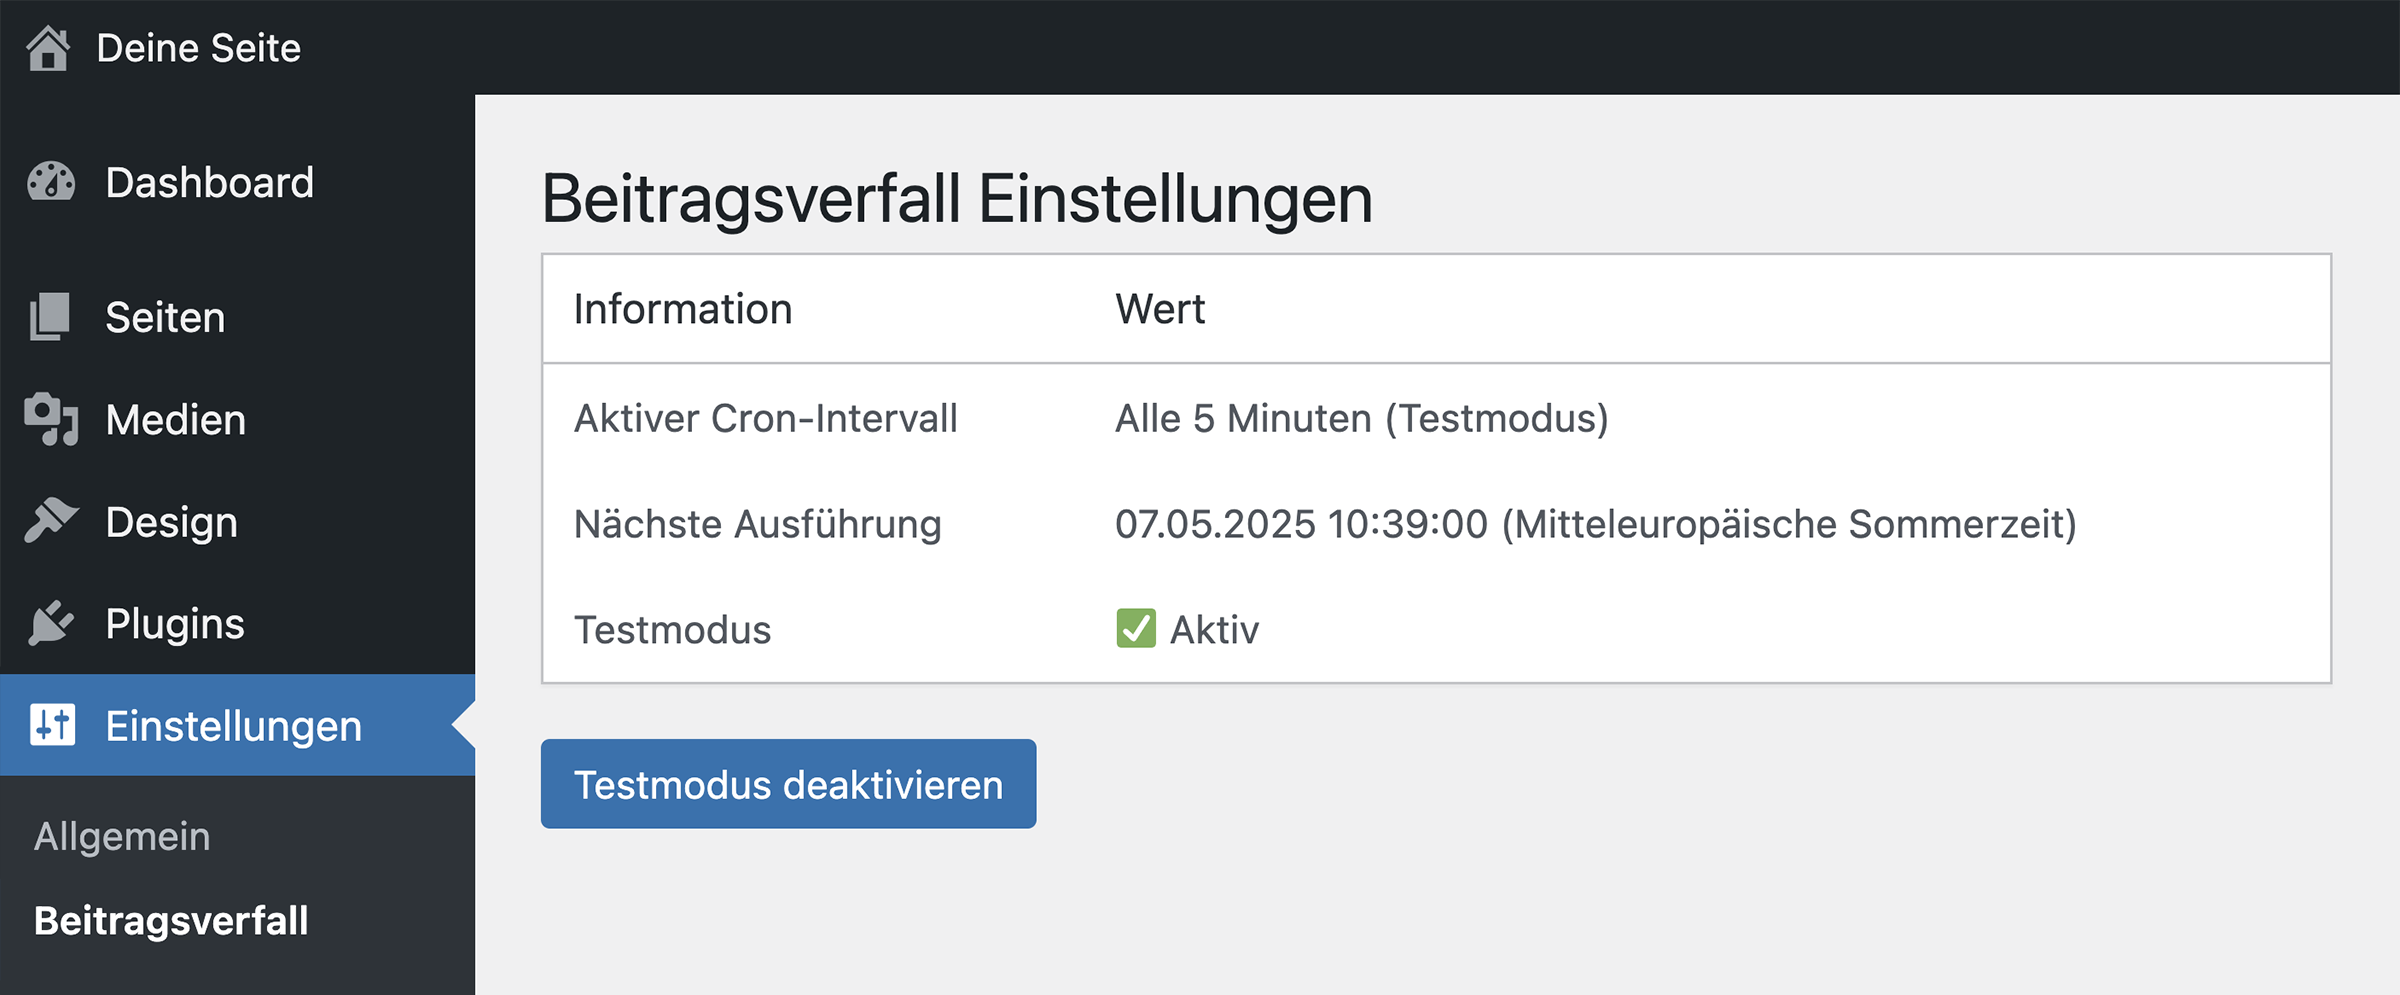 Deine Seite
Dashboard
Seiten
Medien
Design
Plugins
Einstellungen
Allgemein
Beitragsverfall
Beitragsverfall Einstellungen
Information Wert
Aktiver Cron-Intervall Alle 5 Minuten (Testmodus)
Nächste Ausführung 07.05.2025 10:39:00 (Mitteleuropäische Sommerzeit)
Testmodus ✅ Aktiv
Testmodus deaktivieren